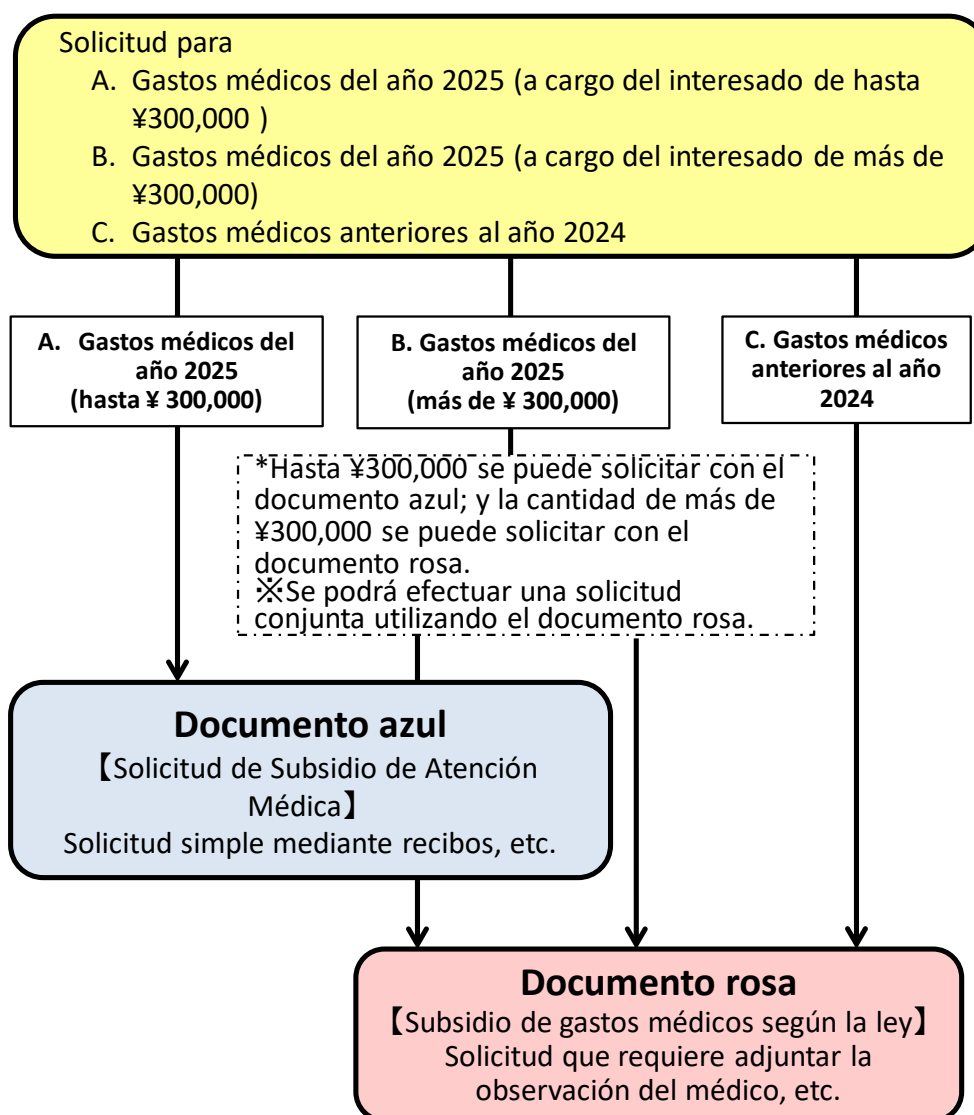 Solicitud para
A. Gastos médicos del año 2025 (a cargo del interesado de hasta
¥300,000 )
B. Gastos médicos del año 2025 (a cargo del interesado de más de
¥300,000)
C. Gastos médicos anteriores al año 2024
A. Gastos médicos del
año 2025
(hasta ¥ 300,000)
B. Gastos médicos del
año 2025
(más de ¥ 300,000)
C. Gastos médicos
anteriores al año
2024
*Hasta ¥300,000 se puede solicitar con el
documento azul; y la cantidad de más de
¥300,000 se puede solicitar con el
documento rosa.
※Se podrá efectuar una solicitud
conjunta utilizando el documento rosa.
Documento azul
【Solicitud de Subsidio de Atención
Médica】
Solicitud simple mediante recibos, etc.
Documento rosa
【Subsidio de gastos médicos según la ley】
Solicitud que requiere adjuntar la
observación del médico, etc.